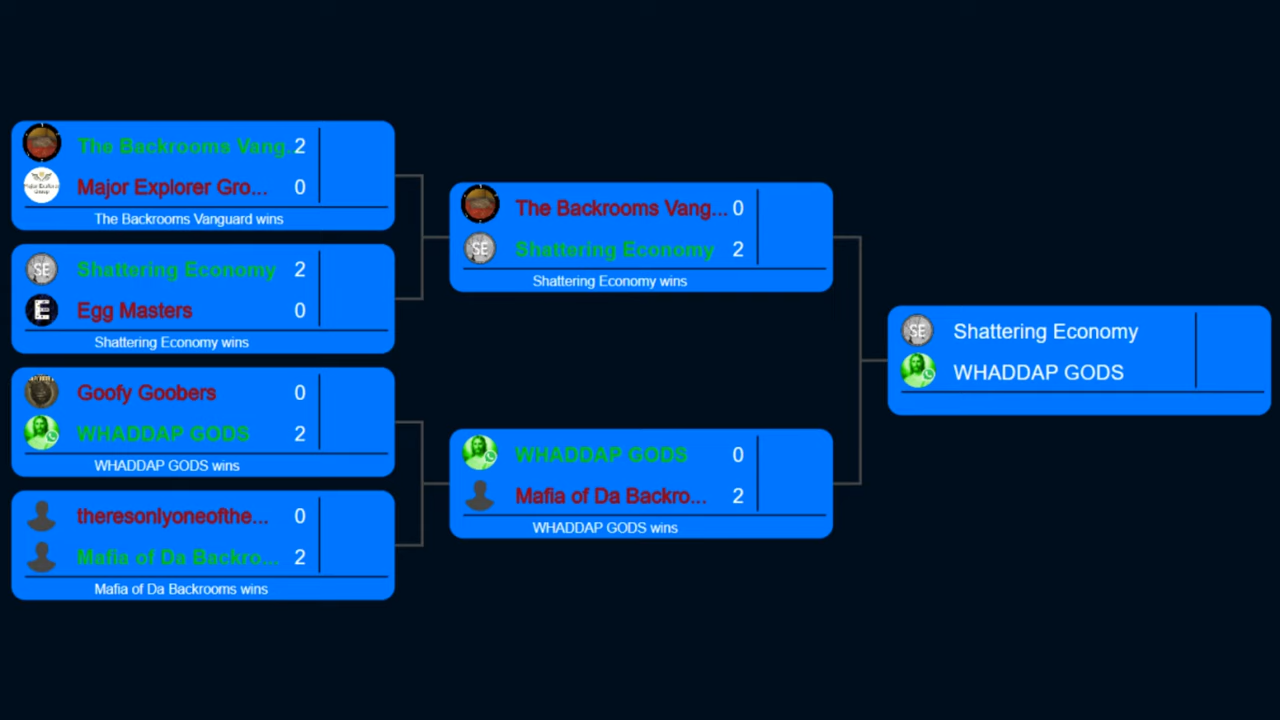 The Backrooms Vang... 2
Major Explorer Gro... 0
The Backrooms Vanguard wins
SE Shattering Economy 2
E Egg Masters 0
Shattering Economy wins
Goofy Goobers 0
WHADDAP GODS 2
WHADDAP GODS wins
theresonlyoneofthe... 0
Mafia of Da Backro... 2
Mafia of Da Backrooms wins
The Backrooms Vang... 0
SE Shattering Economy 2
Shattering Economy wins
WHADDAP GODS 0
Mafia of Da Backro... 2
WHADDAP GODS wins
SE Shattering Economy
WHADDAP GODS